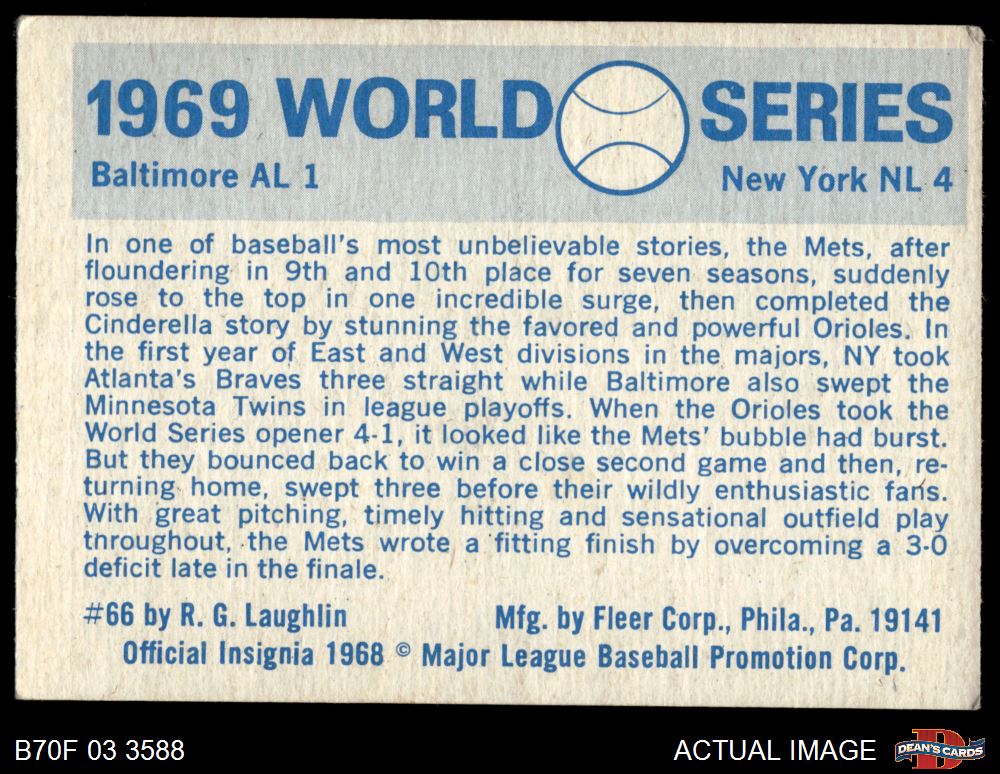 1969 WORLD SERIES
Baltimore AL 1 New York NL 4
In one of baseball's most unbelievable stories, the Mets, after
floundering in 9th and 10th place for seven seasons, suddenly
rose to the top in one incredible surge, then completed the
Cinderella story by stunning the favored and powerful Orioles. In
the first year of East and West divisions in the majors, NY took
Atlanta's Braves three straight while Baltimore also swept the
Minnesota Twins in league playoffs. When the Orioles took the
World Series opener 4-1, it looked like the Mets' bubble had burst.
But they bounced back to win a close second game and then, re-
turning home, swept three before their wildly enthusiastic fans.
With great pitching, timely hitting and sensational outfield play
throughout, the Mets wrote a fitting finish by overcoming a 3-0
deficit late in the finale.
#66 by R. G. Laughlin Mfg. by Fleer Corp., Phila., Pa. 19141
Official Insignia 1968 © Major League Baseball Promotion Corp.
B70F 03 3588 ACTUAL IMAGE D DEAN'S CARDS